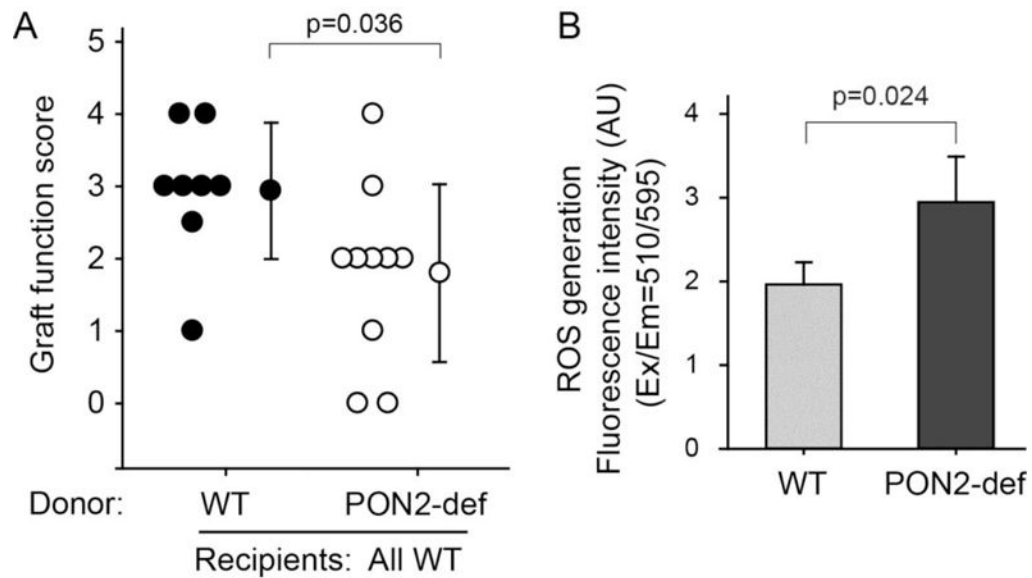 A
p=0.036
Graft function score
5
4
3
2
1
0
Donor: WT PON2-def
Recipients: All WT
B
p=0.024
ROS generation
Fluorescence intensity (AU)
(Ex/Em=510/595)
4
3
2
1
0
WT PON2-def